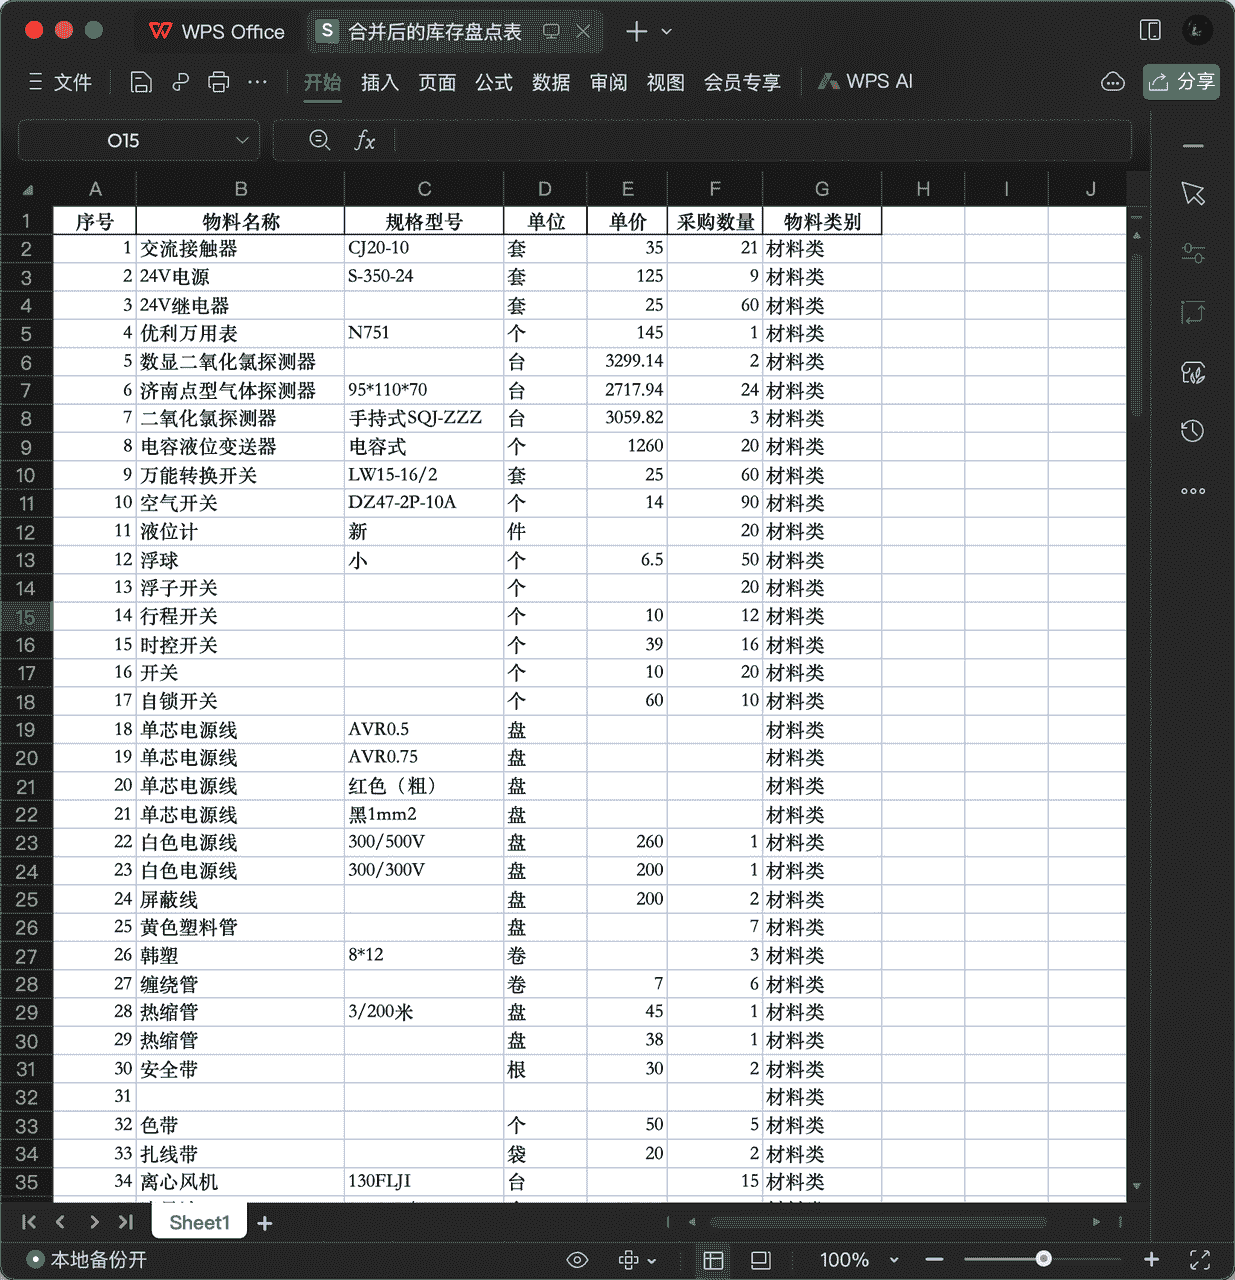 WPS Office S 合并后的库存盘点表
文件 开始 插入 页面 公式 数据 审阅 视图 会员专享 WPS AI 分享
O15 fx
A B C D E F G H I J
1 序号 物料名称 规格型号 单位 单价 采购数量 物料类别
2 1 交流接触器 CJ20-10 套 35 21 材料类
3 2 24V电源 S-350-24 套 125 9 材料类
4 3 24V继电器 套 25 60 材料类
5 4 优利万用表 N751 个 145 1 材料类
6 5 数显二氧化氯探测器 台 3299.14 2 材料类
7 6 济南点型气体探测器 95*110*70 台 2717.94 24 材料类
8 7 二氧化氯探测器 手持式SQJ-ZZZ 台 3059.82 3 材料类
9 8 电容液位变送器 电容式 个 1260 20 材料类
10 9 万能转换开关 LW15-16/2 套 25 60 材料类
11 10 空气开关 DZ47-2P-10A 个 14 90 材料类
12 11 液位计 新 件 20 材料类
13 12 浮球 小 个 6.5 50 材料类
14 13 浮子开关 个 20 材料类
15 14 行程开关 个 10 12 材料类
16 15 时控开关 个 39 16 材料类
17 16 开关 个 10 20 材料类
18 17 自锁开关 个 60 10 材料类
19 18 单芯电源线 AVR0.5 盘 材料类
20 19 单芯电源线 AVR0.75 盘 材料类
21 20 单芯电源线 红色（粗） 盘 材料类
22 21 单芯电源线 黑1mm2 盘 材料类
23 22 白色电源线 300/500V 盘 260 1 材料类
24 23 白色电源线 300/300V 盘 200 1 材料类
25 24 屏蔽线 盘 200 2 材料类
26 25 黄色塑料管 盘 7 材料类
27 26 韩塑 8*12 卷 3 材料类
28 27 缠绕管 卷 7 6 材料类
29 28 热缩管 3/200米 盘 45 1 材料类
30 29 热缩管 盘 38 1 材料类
31 30 安全带 根 30 2 材料类
32 31 材料类
33 32 色带 个 50 5 材料类
34 33 扎线带 袋 20 2 材料类
35 34 离心风机 130FLJI 台 15 材料类
Sheet1
本地备份开 100%